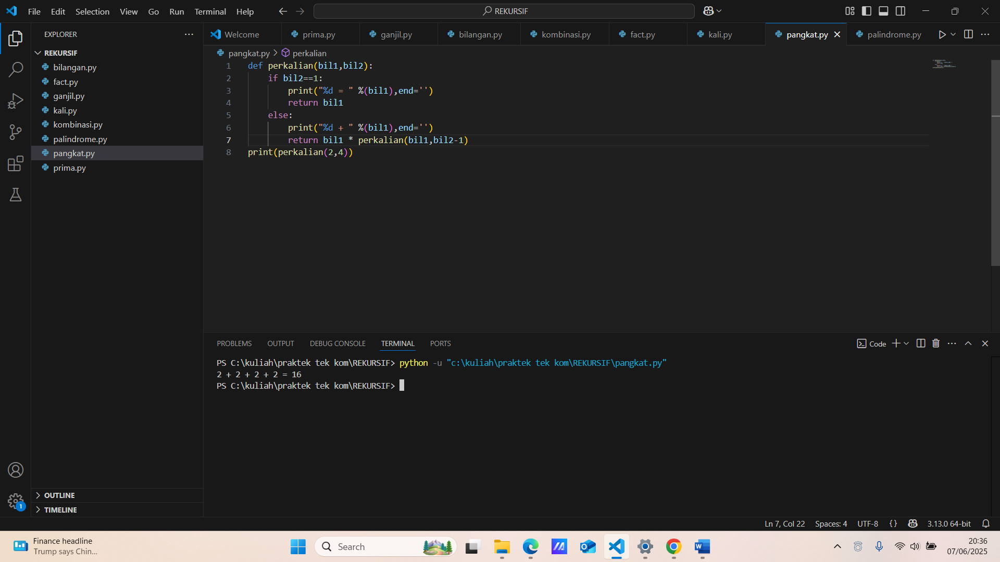 File Edit Selection View Go Run Terminal Help
REKURSIF
EXPLORER
Welcome prima.py ganjil.py bilangan.py kombinasi.py fact.py kali.py pangkat.py palindrome.py
REKURSIF
bilangan.py
fact.py
ganjil.py
kali.py
kombinasi.py
palindrome.py
pangkat.py
prima.py
pangkat.py > perkalian
1 def perkalian(bil1,bil2):
2     if bil2==1:
3         print("%d = " %(bil1),end='')
4         return bil1
5     else:
6         print("%d + " %(bil1),end='')
7         return bil1 * perkalian(bil1,bil2-1)
8 print(perkalian(2,4))
PROBLEMS OUTPUT DEBUG CONSOLE TERMINAL PORTS
Code
PS C:\kuliah\praktek tek kom\REKURSIF> python -u "c:\kuliah\praktek tek kom\REKURSIF\pangkat.py"
2 + 2 + 2 + 2 = 16
PS C:\kuliah\praktek tek kom\REKURSIF>
OUTLINE
TIMELINE
1
Ln 7, Col 22 Spaces: 4 UTF-8 {} 3.13.0 64-bit
Finance headline
Trump says Chin...
Search
20:36
07/06/2025